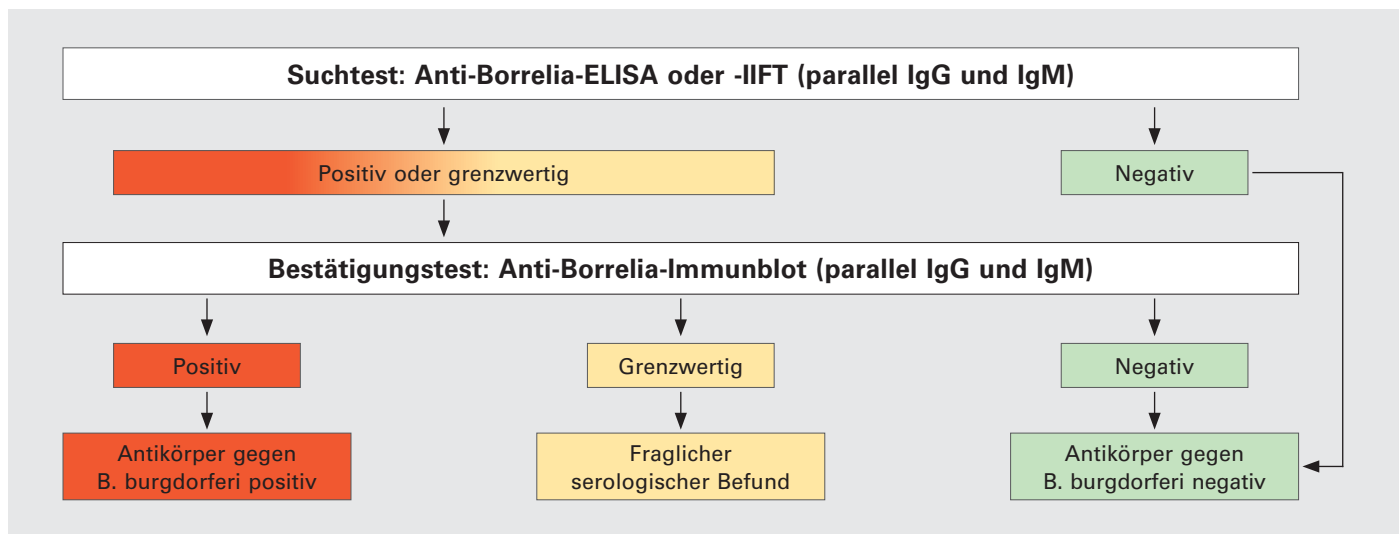 Suchtest: Anti-Borrelia-ELISA oder -IIFT (parallel IgG und IgM)
Positiv oder grenzwertig
Negativ
Bestätigungstest: Anti-Borrelia-Immunblot (parallel IgG und IgM)
Positiv
Grenzwertig
Negativ
Antikörper gegen
B. burgdorferi positiv
Fraglicher
serologischer Befund
Antikörper gegen
B. burgdorferi negativ